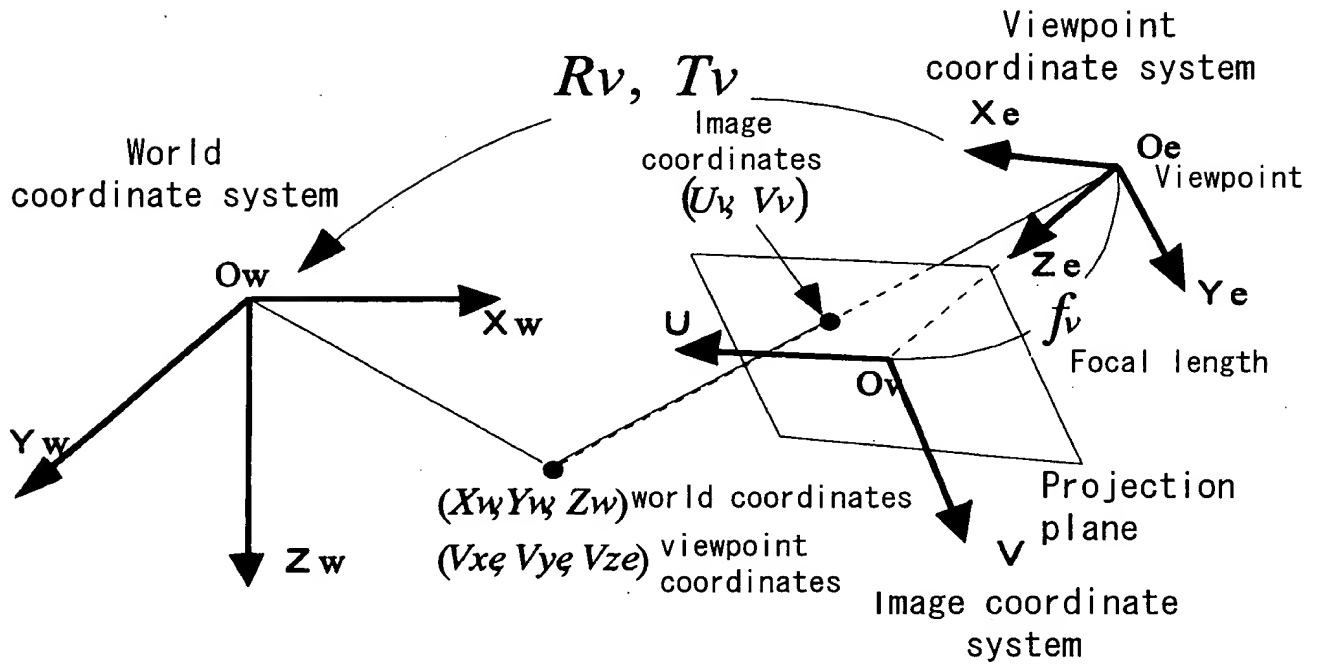 Viewpoint
coordinate system
Rv, Tv
Xe
Image
coordinates
(Uv, Vv)
World
coordinate system
Oe
Viewpoint
Ow
Ze
Ye
Xw
U
fv
Focal length
Ov
Yw
(Xw, Yw, Zw) world coordinates
(Vxe, Vye, Vze) viewpoint
coordinates
Projection
plane
Zw
V
Image coordinate
system